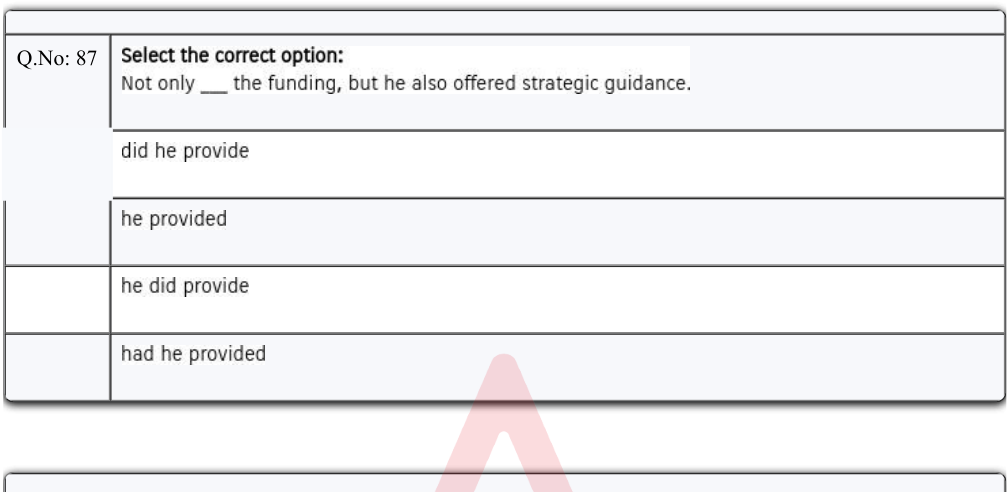 Q.No: 87
Select the correct option:
Not only ___ the funding, but he also offered strategic guidance.
did he provide
he provided
he did provide
had he provided